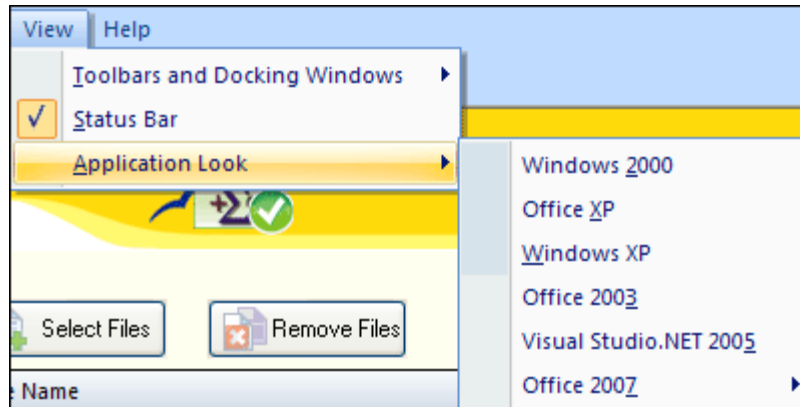 View Help
Toolbars and Docking Windows
Status Bar
Application Look
Windows 2000
Office XP
Windows XP
Office 2003
Visual Studio.NET 2005
Office 2007
+Σ
Select Files Remove Files
Name